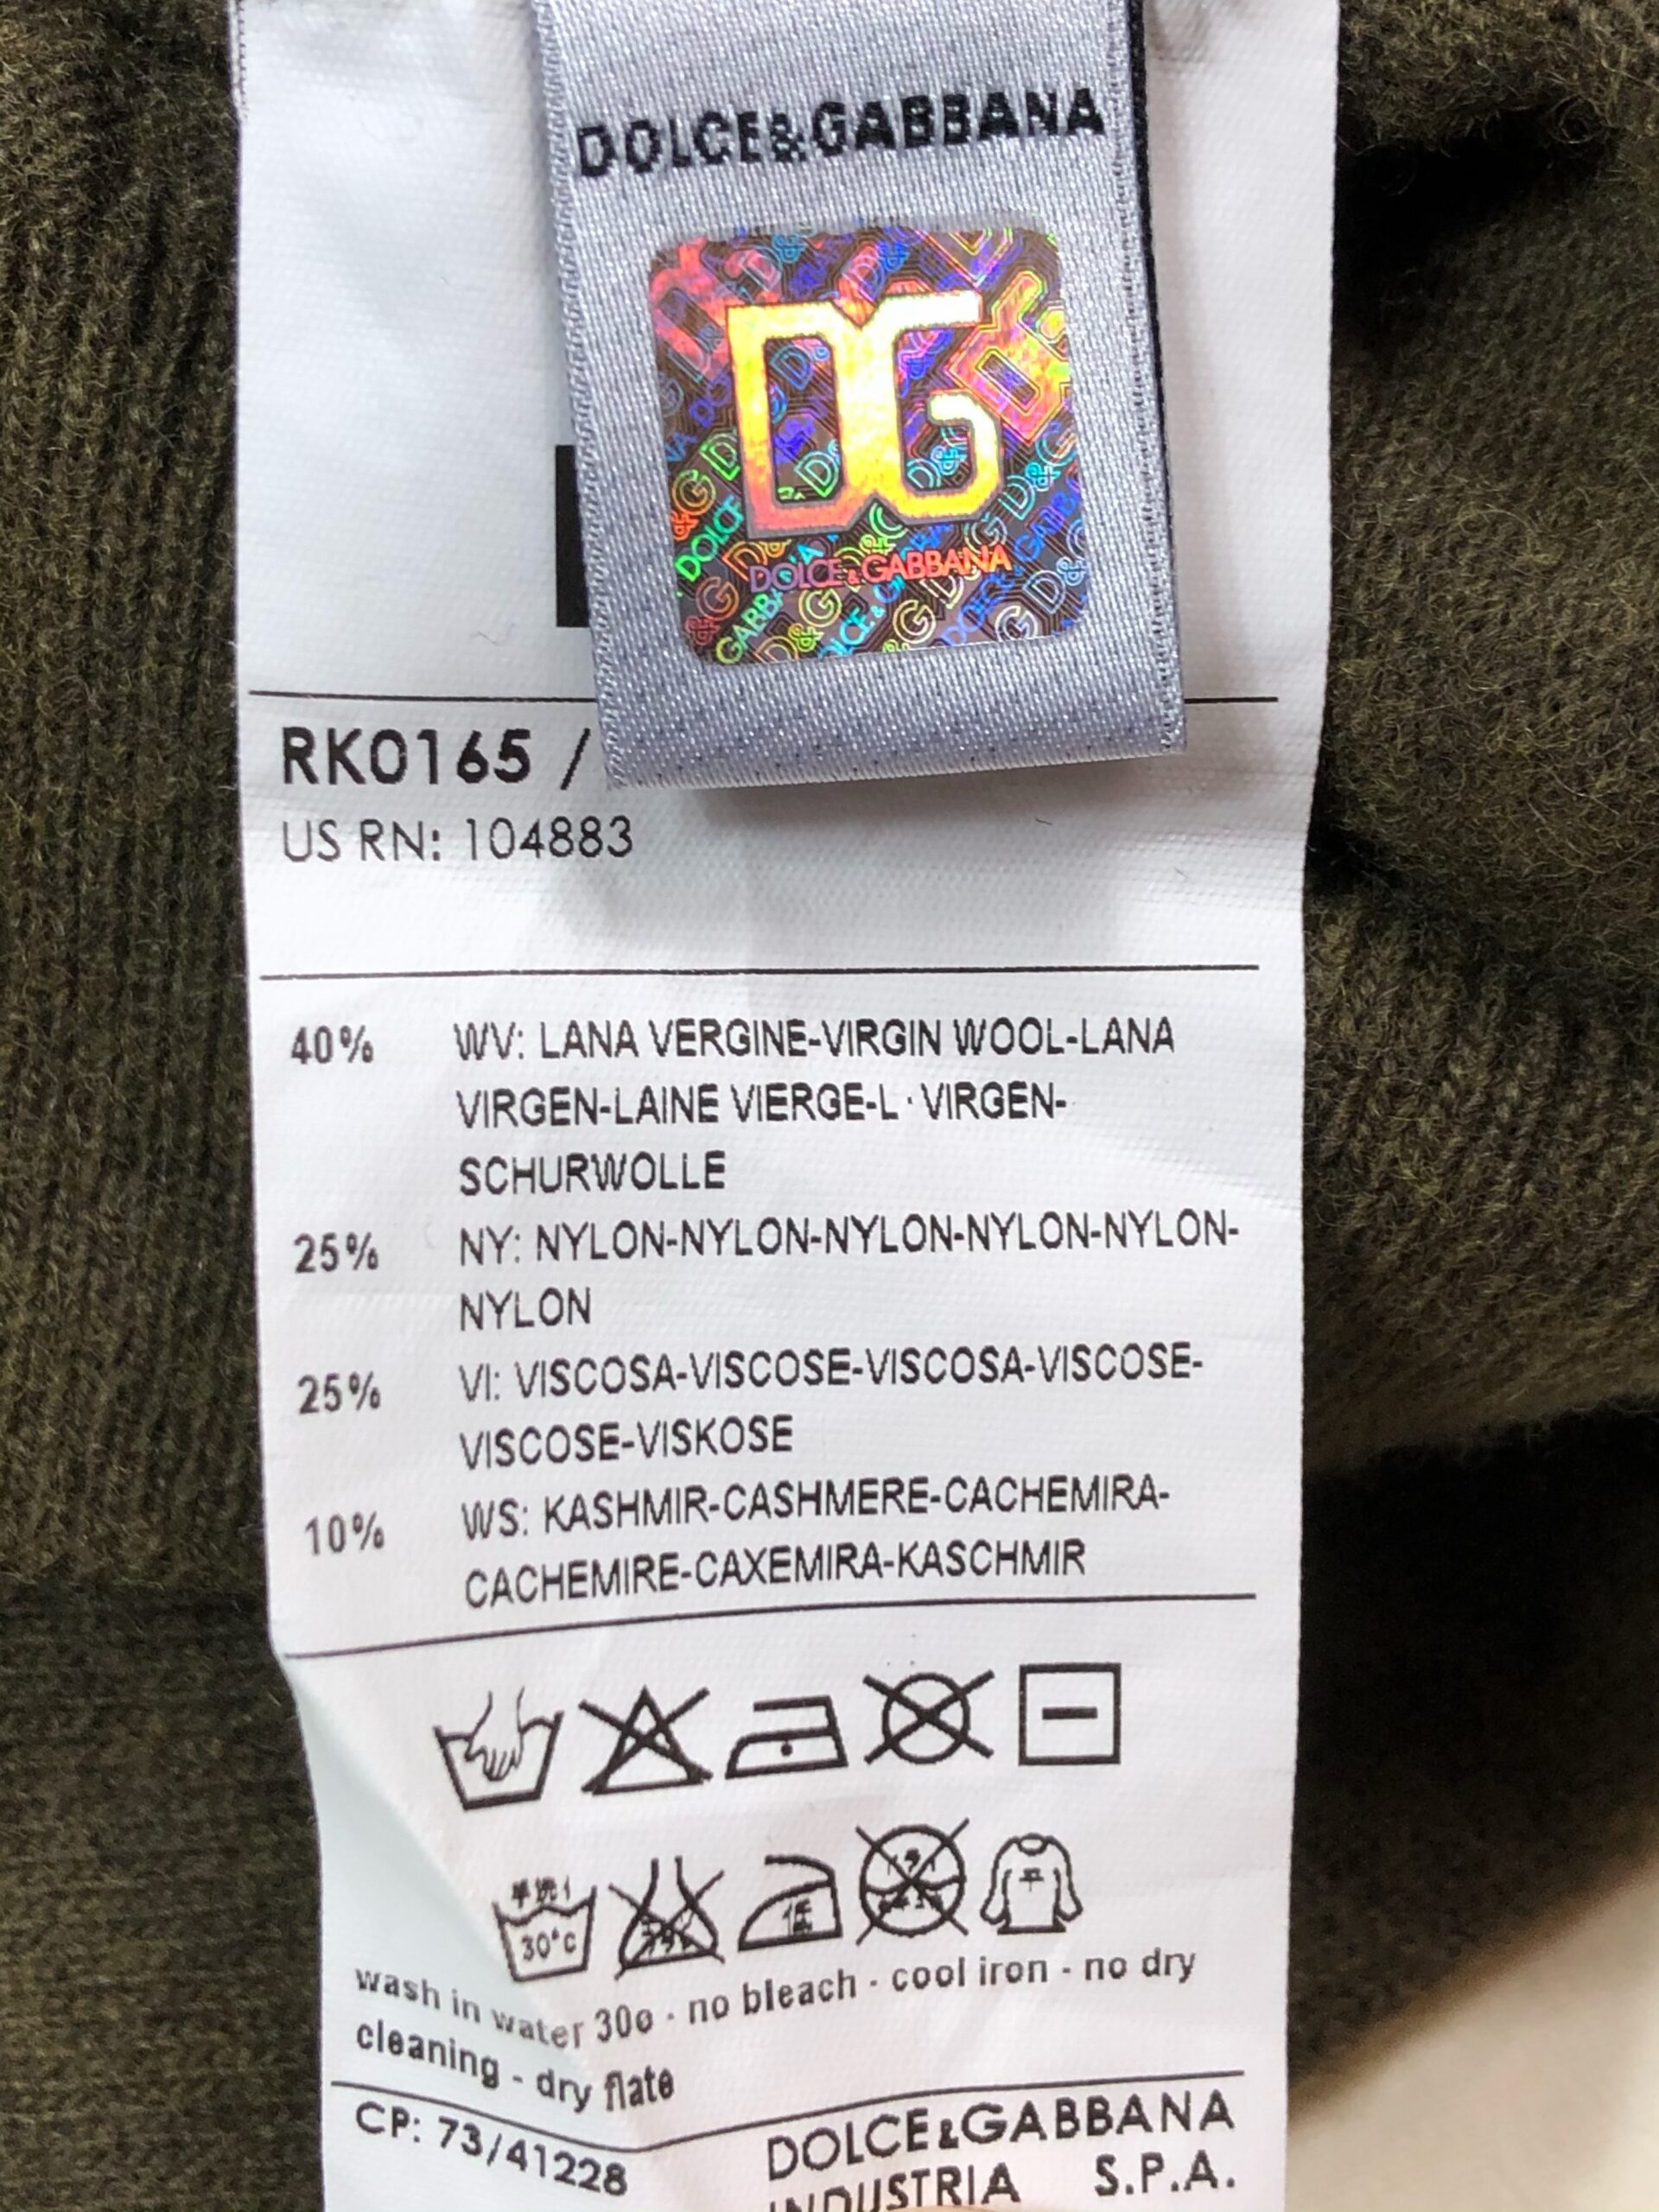 DOLCE&GABBANA
DG
DOLCE&GABBANA
RK0165 /
US RN: 104883
40% WV: LANA VERGINE-VIRGIN WOOL-LANA
VIRGEN-LAINE VIERGE-L·VIRGEN-
SCHURWOLLE
25% NY: NYLON-NYLON-NYLON-NYLON-NYLON-
NYLON
25% VI: VISCOSA-VISCOSE-VISCOSA-VISCOSE-
VISCOSE-VISKOSE
10% WS: KASHMIR-CASHMERE-CACHEMIRA-
CACHEMIRE-CAXEMIRA-KASCHMIR
30°c 低 平
wash in water 30ø - no bleach - cool iron - no dry
cleaning - dry flate
CP: 73/41228
DOLCE&GABBANA
INDUSTRIA S.P.A.